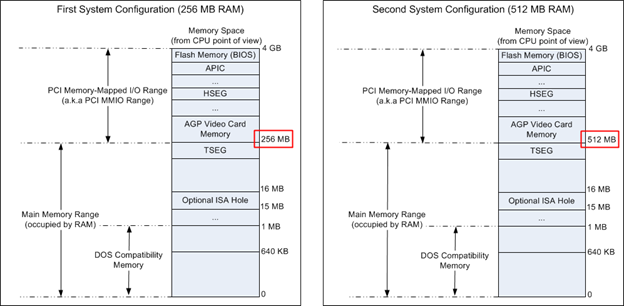 First System Configuration (256 MB RAM)
Memory Space
(from CPU point of view)
4 GB
Flash Memory (BIOS)
APIC
...
HSEG
...
AGP Video Card
Memory
256 MB
TSEG
16 MB
Optional ISA Hole
15 MB
...
1 MB
640 KB
0
PCI Memory-Mapped I/O Range
(a.k.a PCI MMIO Range)
Main Memory Range
(occupied by RAM)
DOS Compatibility
Memory
Second System Configuration (512 MB RAM)
Memory Space
(from CPU point of view)
4 GB
Flash Memory (BIOS)
APIC
...
HSEG
...
AGP Video Card
Memory
512 MB
TSEG
16 MB
Optional ISA Hole
15 MB
...
1 MB
640 KB
0
PCI Memory-Mapped I/O Range
(a.k.a PCI MMIO Range)
Main Memory Range
(occupied by RAM)
DOS Compatibility
Memory